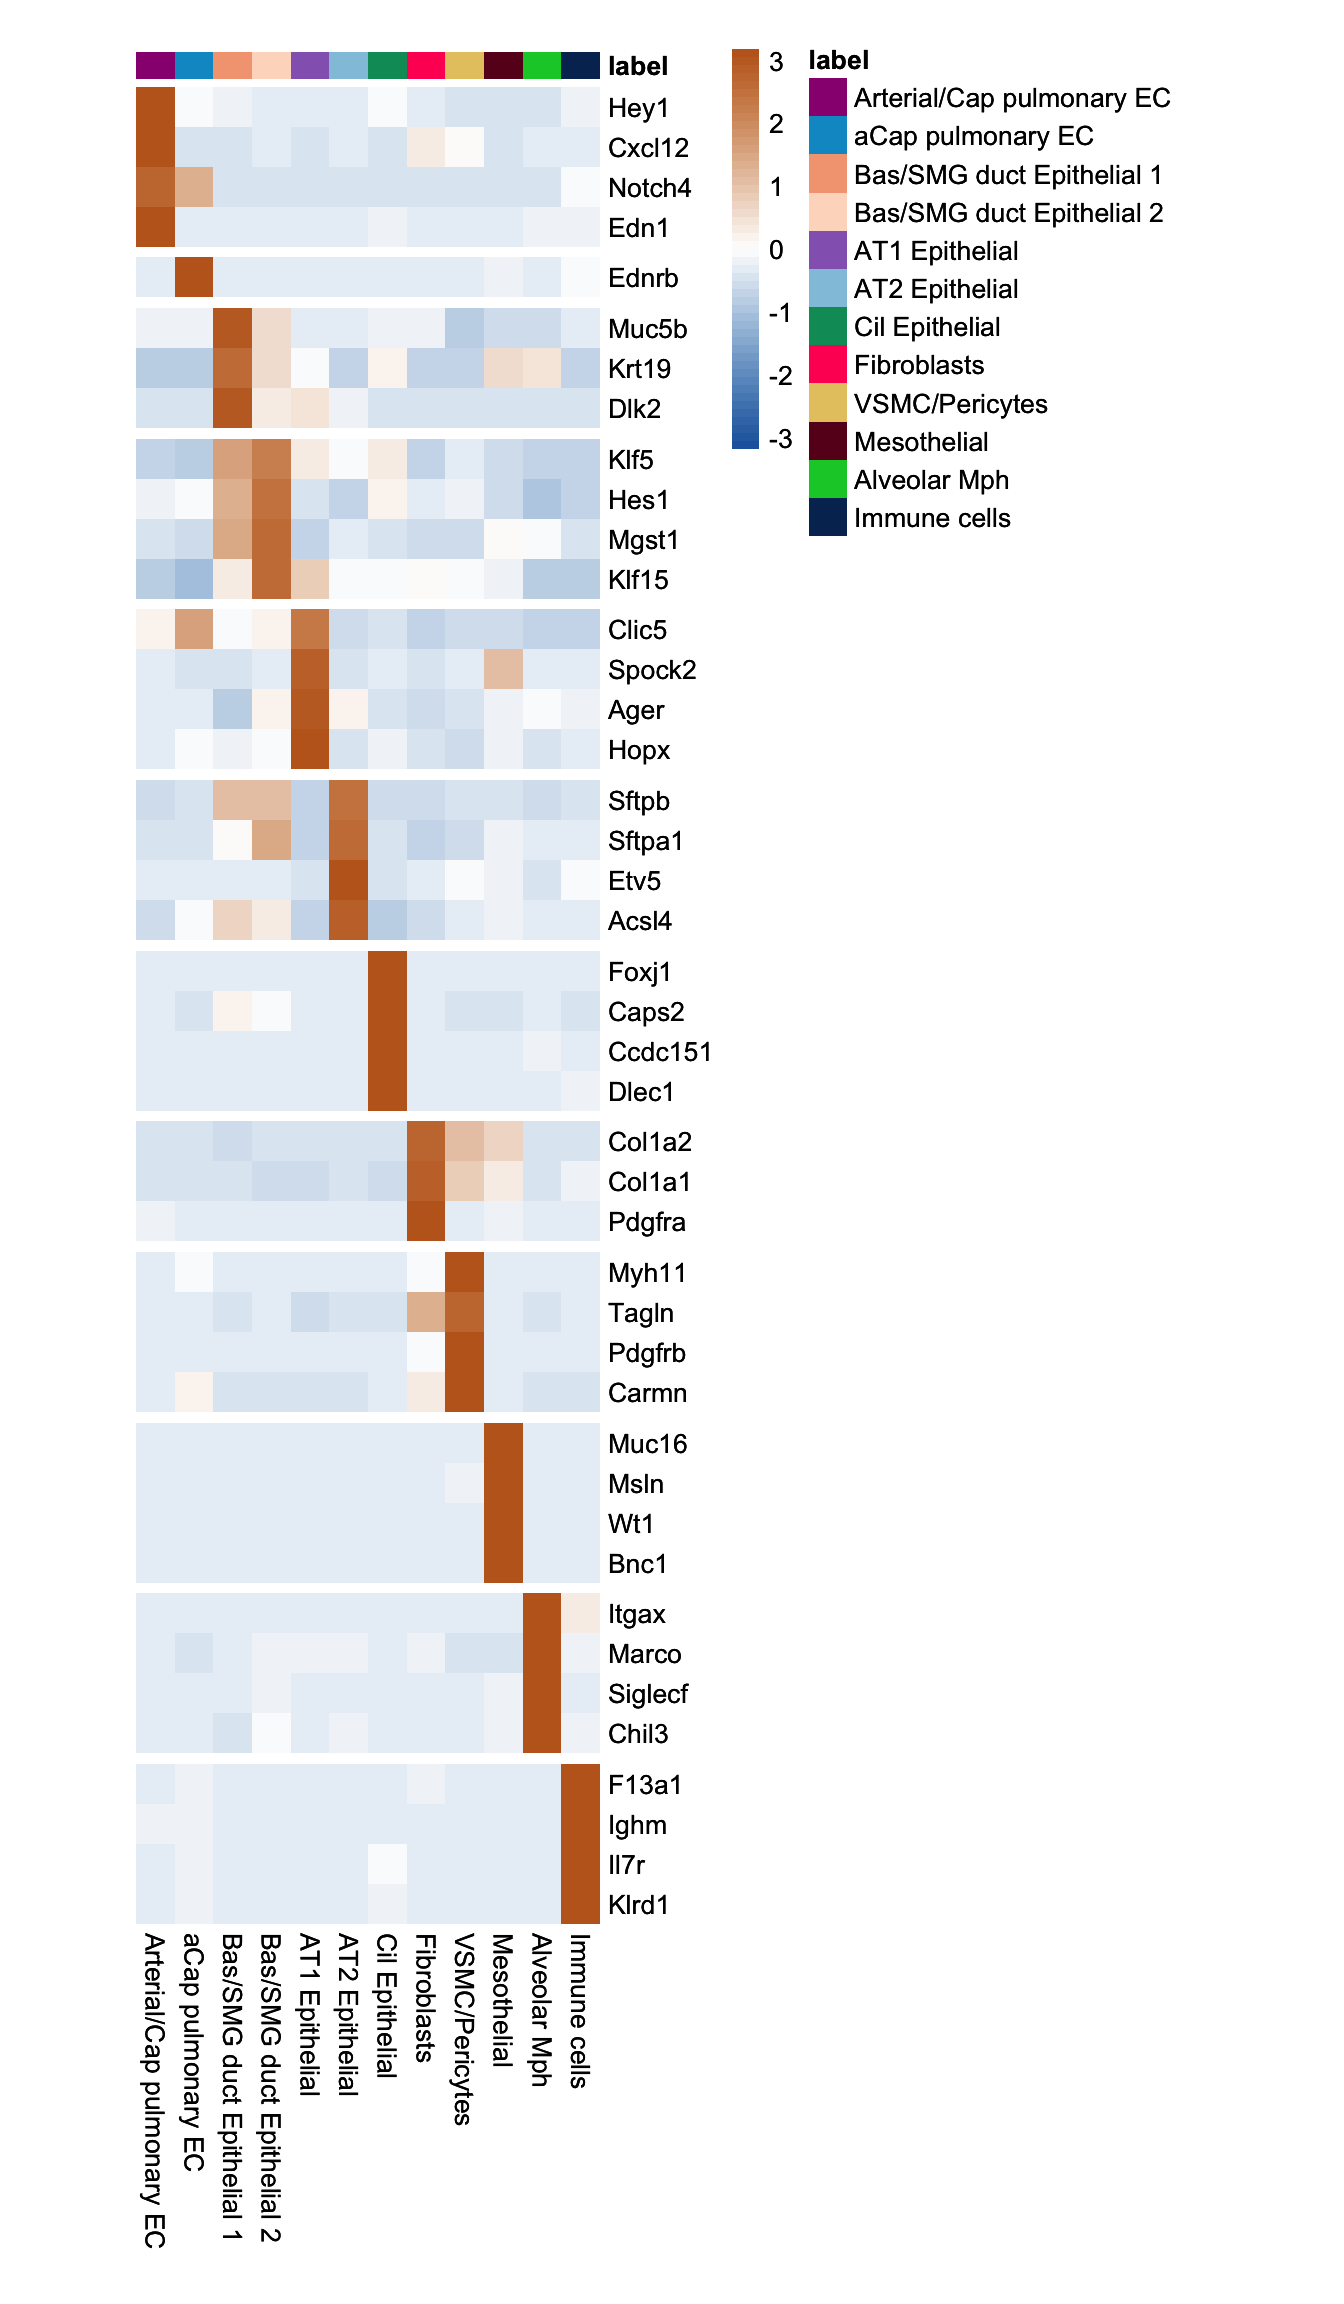 label
Hey1
Cxcl12
Notch4
Edn1
Ednrb
Muc5b
Krt19
Dlk2
Klf5
Hes1
Mgst1
Klf15
Clic5
Spock2
Ager
Hopx
Sftpb
Sftpa1
Etv5
Acsl4
Foxj1
Caps2
Ccdc151
Dlec1
Col1a2
Col1a1
Pdgfra
Myh11
Tagln
Pdgfrb
Carmn
Muc16
Msln
Wt1
Bnc1
Itgax
Marco
Siglecf
Chil3
F13a1
Ighm
Il7r
Klrd1
Arterial/Cap pulmonary EC
aCap pulmonary EC
Bas/SMG duct Epithelial 1
Bas/SMG duct Epithelial 2
AT1 Epithelial
AT2 Epithelial
Cil Epithelial
Fibroblasts
VSMC/Pericytes
Mesothelial
Alveolar Mph
Immune cells
3
2
1
0
-1
-2
-3
label
Arterial/Cap pulmonary EC
aCap pulmonary EC
Bas/SMG duct Epithelial 1
Bas/SMG duct Epithelial 2
AT1 Epithelial
AT2 Epithelial
Cil Epithelial
Fibroblasts
VSMC/Pericytes
Mesothelial
Alveolar Mph
Immune cells